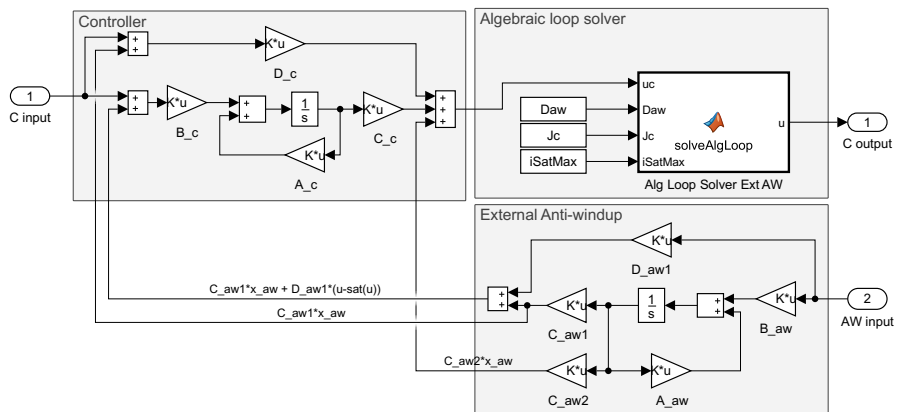 Controller
Algebraic loop solver
1
C input
+
+
K*u
D_c
+
+
K*u
B_c
+
+
1
s
K*u
C_c
+
+
+
K*u
A_c
Daw
Jc
iSatMax
uc
Daw
Jc
iSatMax
solveAlgLoop
u
Alg Loop Solver Ext AW
1
C output
External Anti-windup
K*u
D_aw1
C_aw1*x_aw + D_aw1*(u-sat(u))
C_aw1*x_aw
+
+
K*u
C_aw1
1
s
+
+
K*u
B_aw
2
AW input
C_aw2*x_aw
K*u
C_aw2
K*u
A_aw